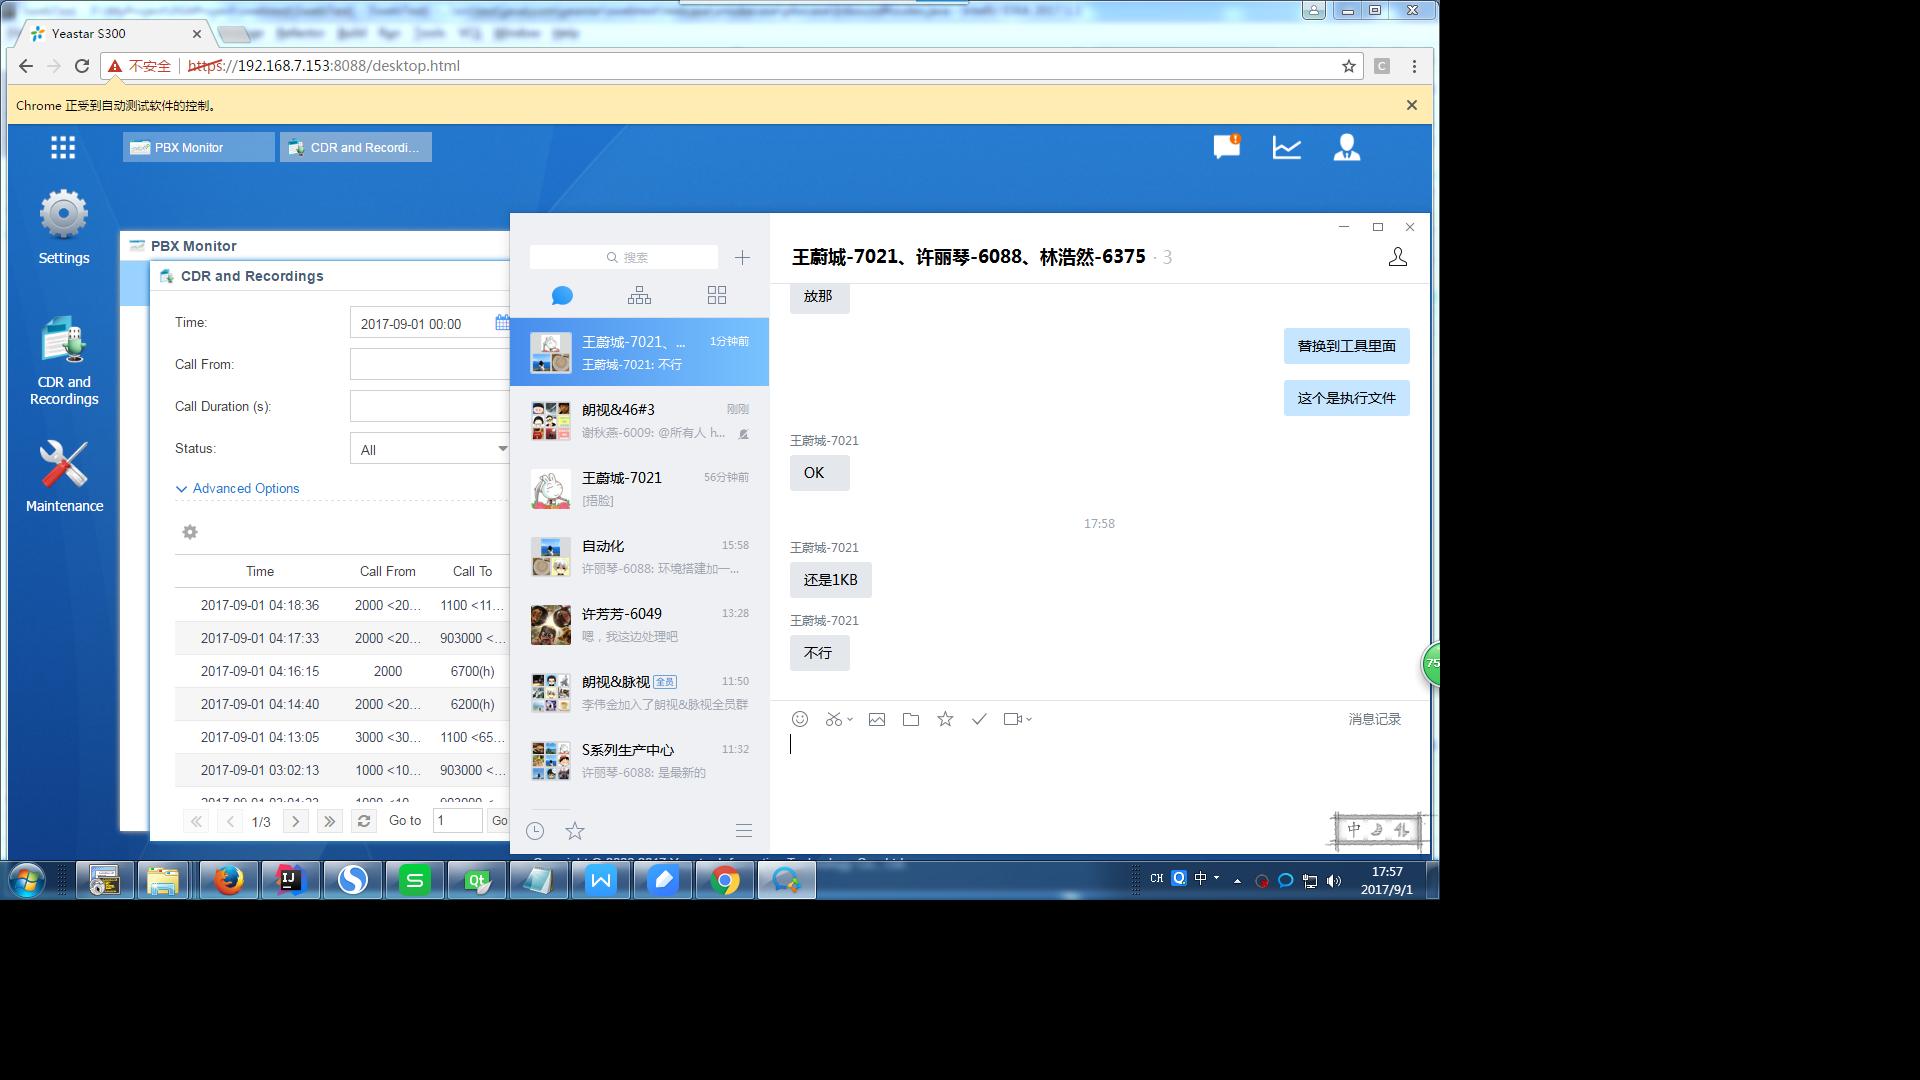 Yeastar S300
不安全
https://192.168.7.153:8088/desktop.html
Chrome 正受到自动测试软件的控制。
PBX Monitor
CDR and Recordi...
Settings
CDR and
Recordings
Maintenance
PBX Monitor
CDR and Recordings
Time:
2017-09-01 00:00
Call From:
Call Duration (s):
Status:
All
Advanced Options
Time Call From Call To
2017-09-01 04:18:36 2000 <20... 1100 <11...
2017-09-01 04:17:33 2000 <20... 903000 <...
2017-09-01 04:16:15 2000 6700(h)
2017-09-01 04:14:40 2000 <20... 6200(h)
2017-09-01 04:13:05 3000 <30... 1100 <65...
2017-09-01 03:02:13 1000 <10... 903000 <...
1/3
Go to
1
Go
搜索
王蔚城-7021、...
1分钟前
王蔚城-7021: 不行
朗视&46#3
刚刚
谢秋燕-6009: @所有人 h...
王蔚城-7021
56分钟前
[捂脸]
自动化
15:58
许丽琴-6088: 环境搭建加一...
许芳芳-6049
13:28
嗯，我这边处理吧
朗视&脉视 全员
11:50
李伟金加入了朗视&脉视全员群
S系列生产中心
11:32
许丽琴-6088: 是最新的
王蔚城-7021、许丽琴-6088、林浩然-6375 · 3
放那
替换到工具里面
这个是执行文件
王蔚城-7021
OK
17:58
王蔚城-7021
还是1KB
王蔚城-7021
不行
消息记录
中
75
CH
中
17:57
2017/9/1